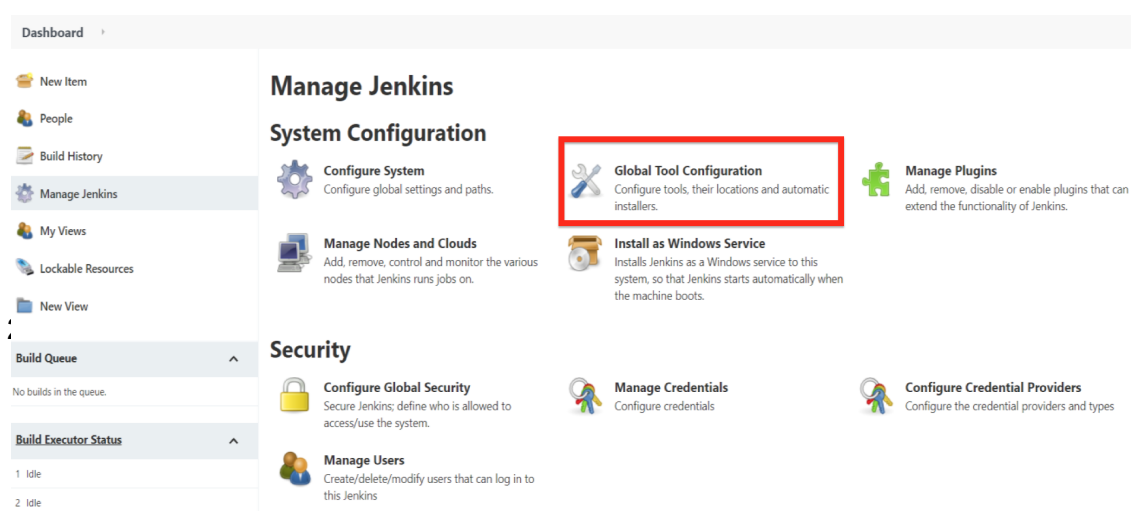 Dashboard
New Item
People
Build History
Manage Jenkins
My Views
Lockable Resources
New View
Build Queue
No builds in the queue.
Build Executor Status
1 Idle
2 Idle
Manage Jenkins
System Configuration
Configure System
Configure global settings and paths.
Global Tool Configuration
Configure tools, their locations and automatic
installers.
Manage Plugins
Add, remove, disable or enable plugins that can
extend the functionality of Jenkins.
Manage Nodes and Clouds
Add, remove, control and monitor the various
nodes that Jenkins runs jobs on.
Install as Windows Service
Installs Jenkins as a Windows service to this
system, so that Jenkins starts automatically when
the machine boots.
Security
Configure Global Security
Secure Jenkins; define who is allowed to
access/use the system.
Manage Credentials
Configure credentials
Configure Credential Providers
Configure the credential providers and types
Manage Users
Create/delete/modify users that can log in to
this Jenkins